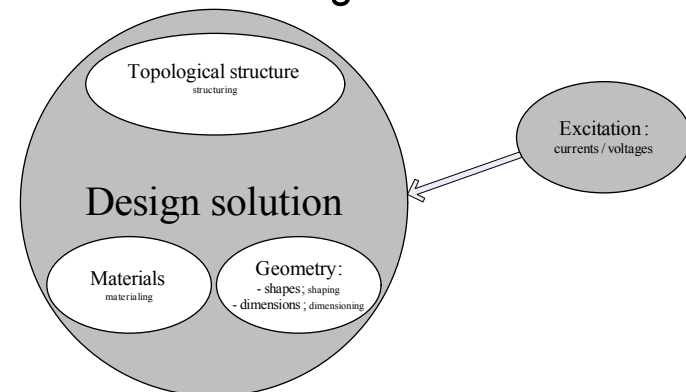 Topological structure
structuring
Excitation:
currents / voltages
Design solution
Materials
materialing
Geometry:
- shapes; shaping
- dimensions; dimensioning